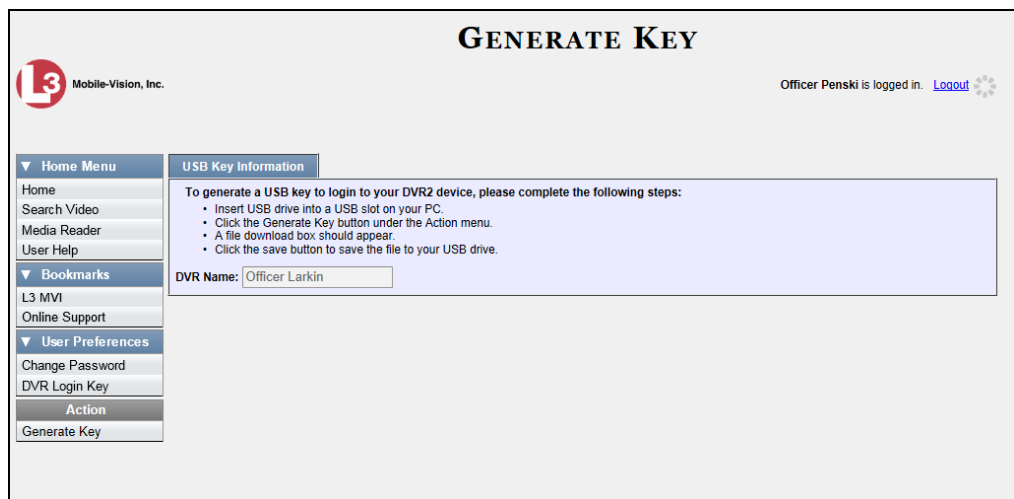 GENERATE KEY
L3 Mobile-Vision, Inc.
Officer Penski is logged in. Logout
▼ Home Menu
Home
Search Video
Media Reader
User Help
▼ Bookmarks
L3 MVI
Online Support
▼ User Preferences
Change Password
DVR Login Key
Action
Generate Key
USB Key Information
To generate a USB key to login to your DVR2 device, please complete the following steps:
• Insert USB drive into a USB slot on your PC.
• Click the Generate Key button under the Action menu.
• A file download box should appear.
• Click the save button to save the file to your USB drive.
DVR Name: Officer Larkin